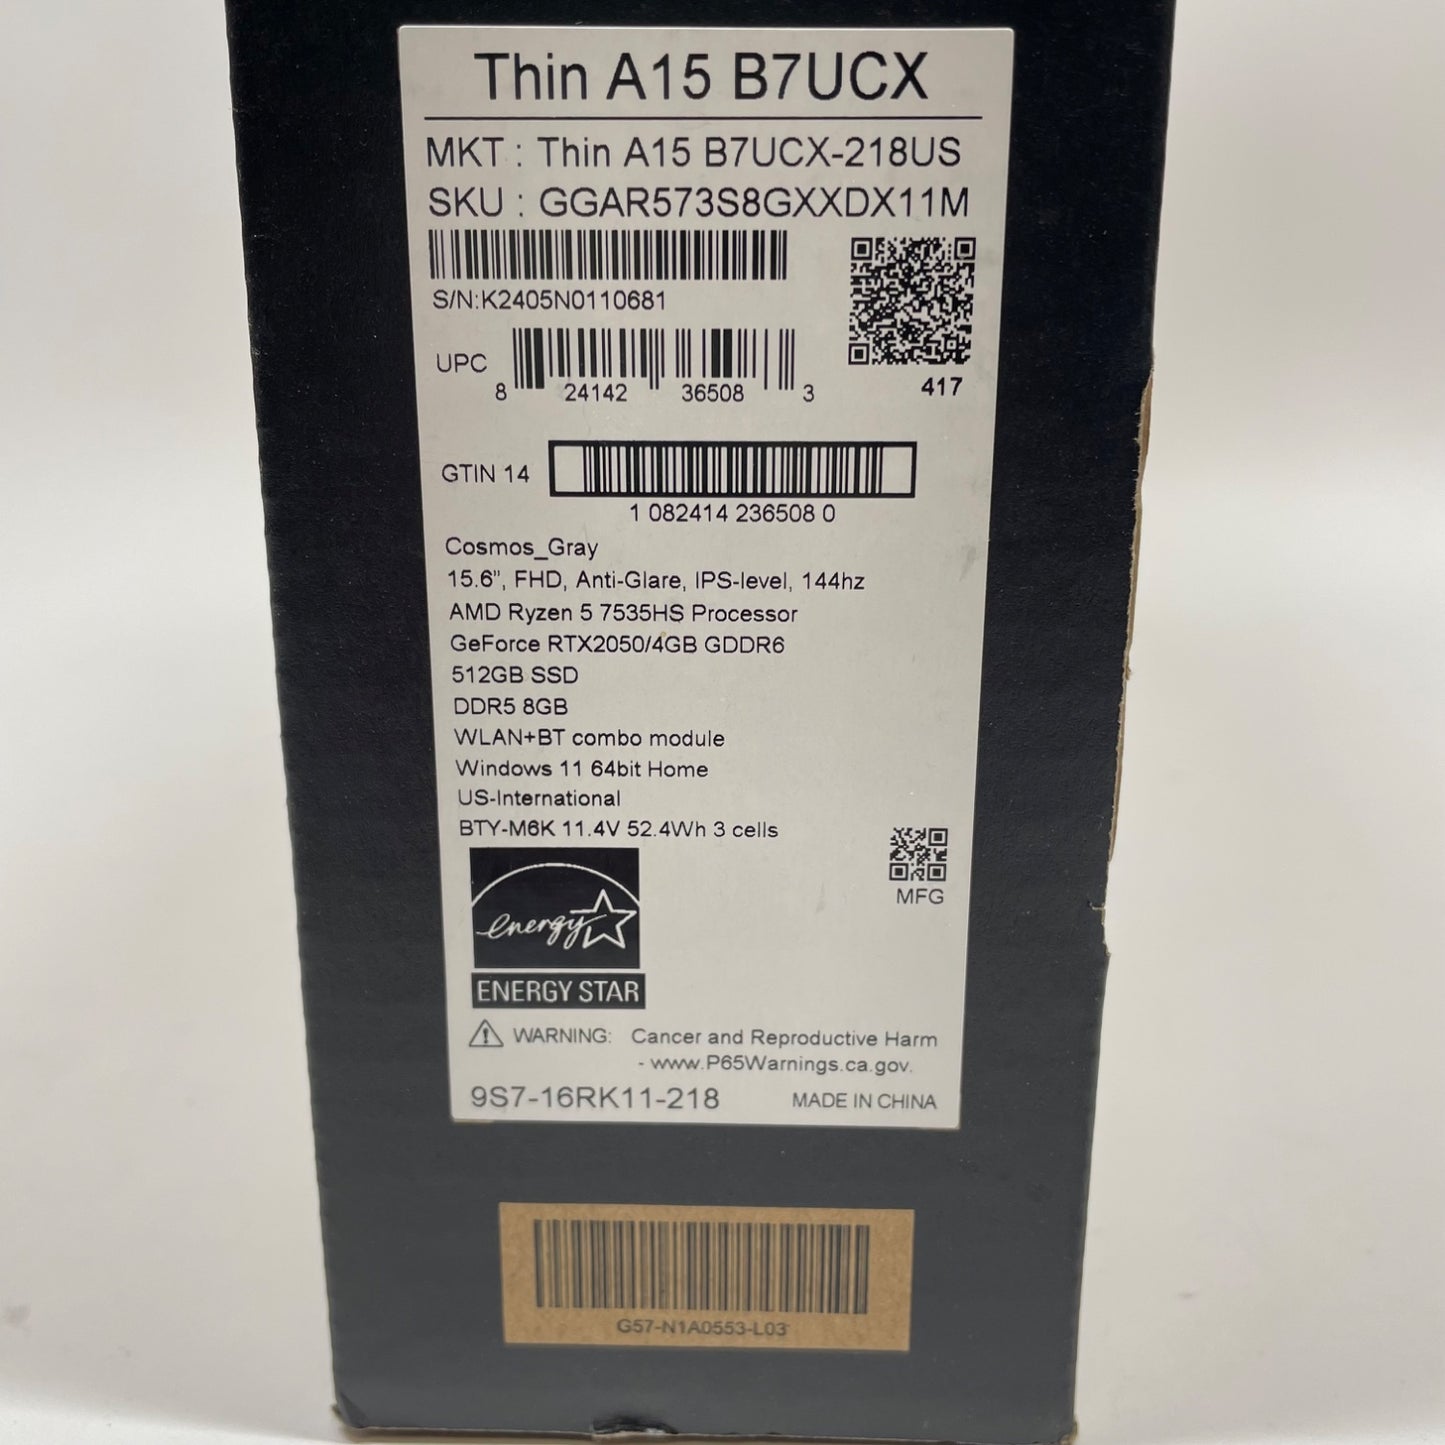 Thin A15 B7UCX
MKT : Thin A15 B7UCX-218US
SKU : GGAR573S8GXXDX11M
S/N:K2405N0110681
UPC
8 24142 36508 3
417
GTIN 14
1 082414 236508 0
Cosmos_Gray
15.6”, FHD, Anti-Glare, IPS-level, 144hz
AMD Ryzen 5 7535HS Processor
GeForce RTX2050/4GB GDDR6
512GB SSD
DDR5 8GB
WLAN+BT combo module
Windows 11 64bit Home
US-International
BTY-M6K 11.4V 52.4Wh 3 cells
MFG
energy
ENERGY STAR
WARNING: Cancer and Reproductive Harm
- www.P65Warnings.ca.gov.
9S7-16RK11-218 MADE IN CHINA
G57-N1A0553-L03